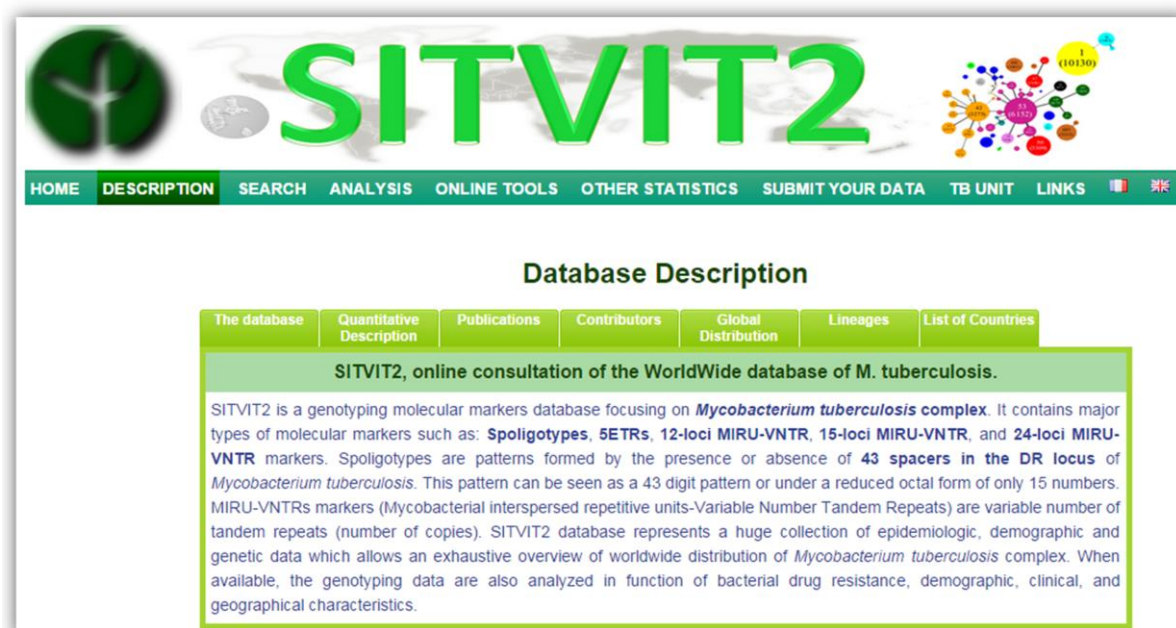 SITVIT2
1
(10130)
53
(6152)
HOME DESCRIPTION SEARCH ANALYSIS ONLINE TOOLS OTHER STATISTICS SUBMIT YOUR DATA TB UNIT LINKS
Database Description
The database
Quantitative
Description
Publications
Contributors
Global
Distribution
Lineages
List of Countries
SITVIT2, online consultation of the WorldWide database of M. tuberculosis.
SITVIT2 is a genotyping molecular markers database focusing on Mycobacterium tuberculosis complex. It contains major
types of molecular markers such as: Spoligotypes, 5ETRs, 12-loci MIRU-VNTR, 15-loci MIRU-VNTR, and 24-loci MIRU-
VNTR markers. Spoligotypes are patterns formed by the presence or absence of 43 spacers in the DR locus of
Mycobacterium tuberculosis. This pattern can be seen as a 43 digit pattern or under a reduced octal form of only 15 numbers.
MIRU-VNTRs markers (Mycobacterial interspersed repetitive units-Variable Number Tandem Repeats) are variable number of
tandem repeats (number of copies). SITVIT2 database represents a huge collection of epidemiologic, demographic and
genetic data which allows an exhaustive overview of worldwide distribution of Mycobacterium tuberculosis complex. When
available, the genotyping data are also analyzed in function of bacterial drug resistance, demographic, clinical, and
geographical characteristics.